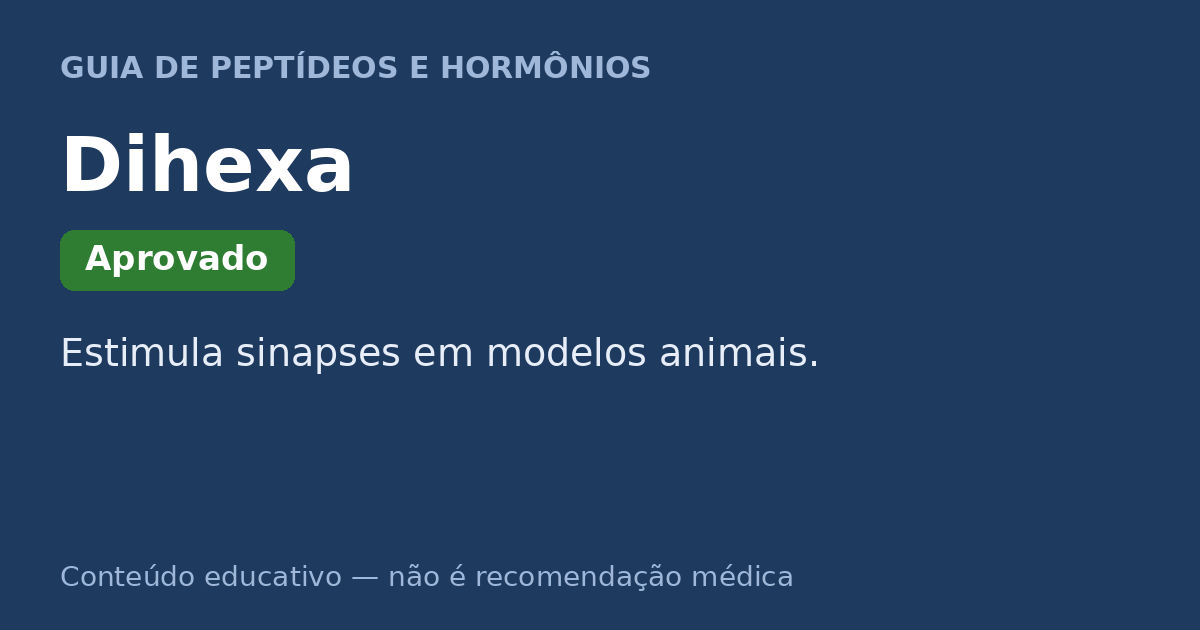 GUIA DE PEPTÍDEOS E HORMÔNIOS
Dihexa
Aprovado
Estimula sinapses em modelos animais.
Conteúdo educativo — não é recomendação médica